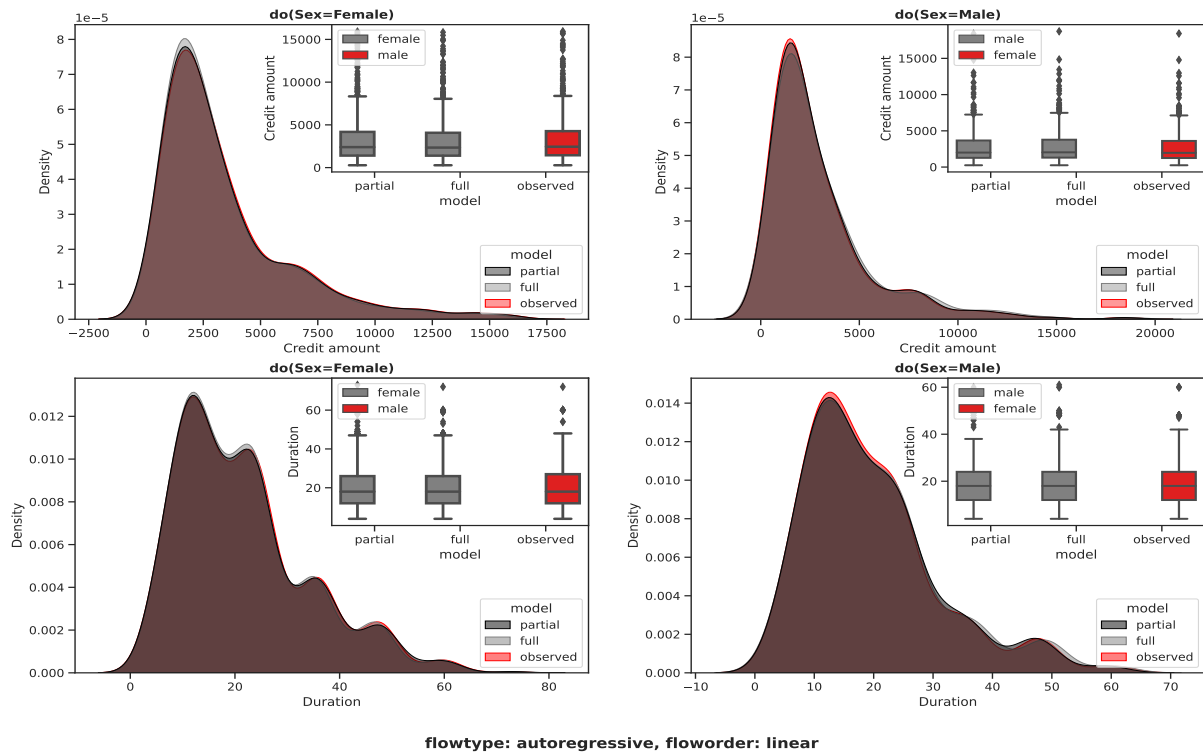 do(Sex=Female)
1e−5
8
7
6
5
4
3
2
1
0
Density
−2500
0
2500
5000
7500
10000
12500
15000
17500
Credit amount
15000
10000
5000
0
Credit amount
female
male
partial
full
observed
model
model
partial
full
observed
do(Sex=Male)
1e−5
8
7
6
5
4
3
2
1
0
Density
0
5000
10000
15000
20000
Credit amount
15000
10000
5000
0
Credit amount
male
female
partial
full
observed
model
model
partial
full
observed
do(Sex=Female)
0.012
0.010
0.008
0.006
0.004
0.002
0.000
Density
0
20
40
60
80
Duration
60
40
20
Duration
female
male
partial
full
observed
model
model
partial
full
observed
do(Sex=Male)
0.014
0.012
0.010
0.008
0.006
0.004
0.002
0.000
Density
−10
0
10
20
30
40
50
60
70
Duration
60
40
20
Duration
male
female
partial
full
observed
model
model
partial
full
observed
flowtype: autoregressive, floworder: linear